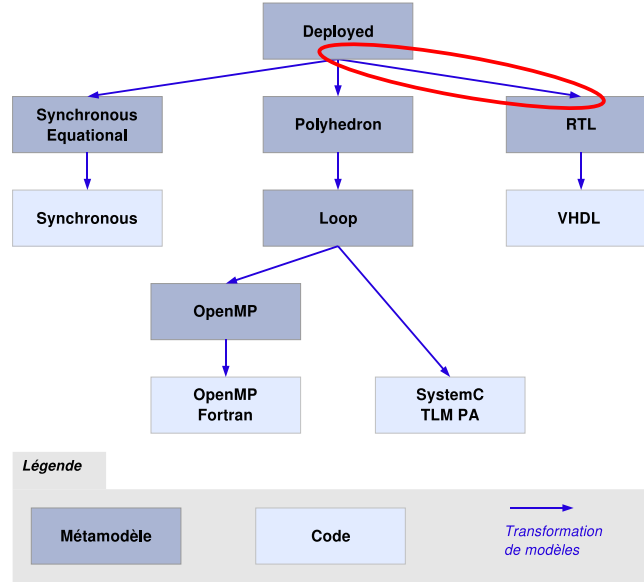 Deployed
Synchronous
Equational
Polyhedron
RTL
Synchronous
Loop
VHDL
OpenMP
OpenMP
Fortran
SystemC
TLM PA
Légende
Métamodèle
Code
Transformation
de modèles